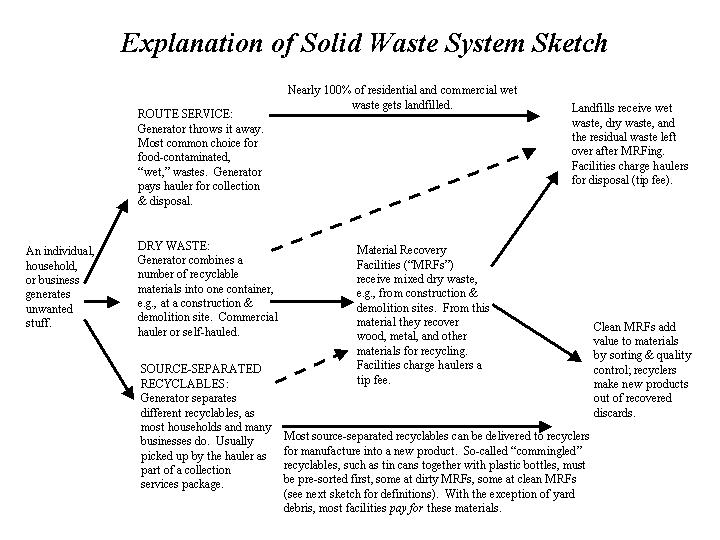 Explanation of Solid Waste System Sketch
Nearly 100% of residential and commercial wet
waste gets landfilled.
ROUTE SERVICE:
Generator throws it away.
Most common choice for
food-contaminated,
“wet,” wastes.  Generator
pays hauler for collection
& disposal.
Landfills receive wet
waste, dry waste, and
the residual waste left
over after MRFing.
Facilities charge haulers
for disposal (tip fee).
An individual,
household,
or business
generates
unwanted
stuff.
DRY WASTE:
Generator combines a
number of recyclable
materials into one container,
e.g., at a construction &
demolition site.  Commercial
hauler or self-hauled.
Material Recovery
Facilities (“MRFs”)
receive mixed dry waste,
e.g., from construction &
demolition sites.  From this
material they recover
wood, metal, and other
materials for recycling.
Facilities charge haulers a
tip fee.
Clean MRFs add
value to materials
by sorting & quality
control; recyclers
make new products
out of recovered
discards.
SOURCE-SEPARATED
RECYCLABLES:
Generator separates
different recyclables, as
most households and many
businesses do.  Usually
picked up by the hauler as
part of a collection
services package.
Most source-separated recyclables can be delivered to recyclers
for manufacture into a new product.  So-called “commingled”
recyclables, such as tin cans together with plastic bottles, must
be pre-sorted first, some at dirty MRFs, some at clean MRFs
(see next sketch for definitions).  With the exception of yard
debris, most facilities pay for these materials.